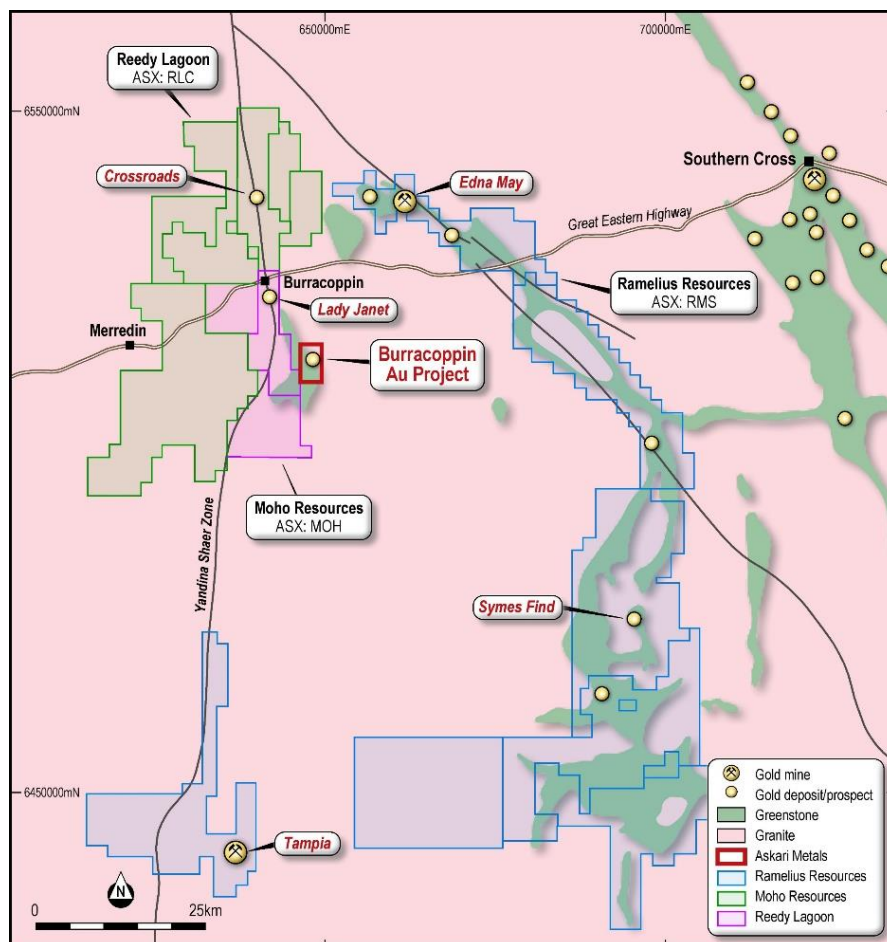 650000mE
700000mE
6550000mN
Reedy Lagoon
ASX: RLC
Southern Cross
Crossroads
Edna May
Great Eastern Highway
Burracoppin
Ramelius Resources
ASX: RMS
Lady Janet
Merredin
Burracoppin
Au Project
Moho Resources
ASX: MOH
Yandina Shaer Zone
Symes Find
6450000mN
Tampia
N
0
25km
Gold mine
Gold deposit/prospect
Greenstone
Granite
Askari Metals
Ramelius Resources
Moho Resources
Reedy Lagoon